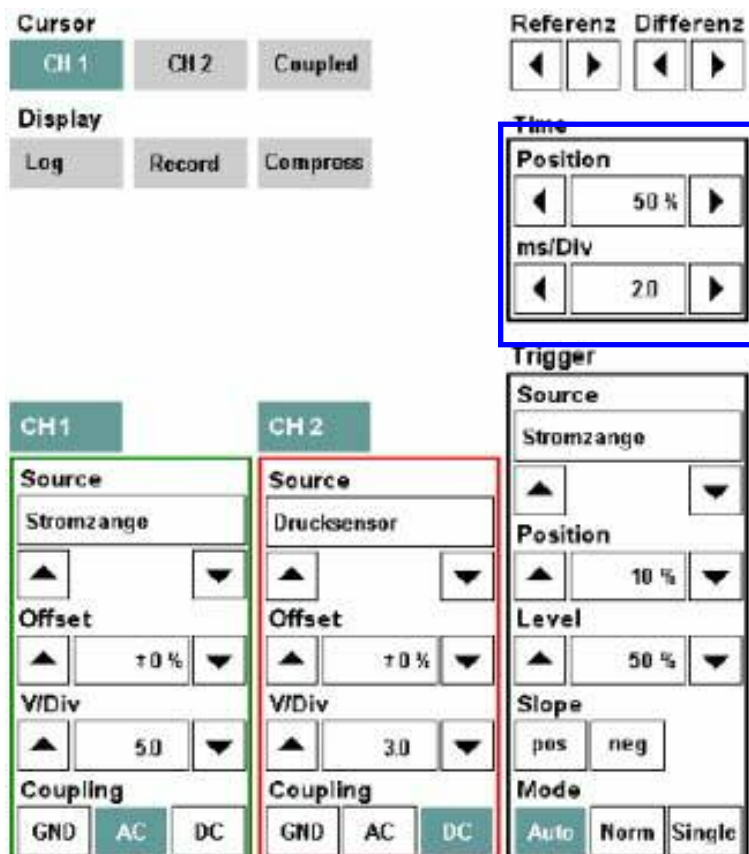 Cursor
CH 1 CH 2 Coupled
Referenz Differenz
Display
Log Record Compress
Time
Position
50 %
ms/Div
2.0
CH 1
Source
Stromzange
Offset
±0 %
V/Div
5.0
Coupling
GND AC DC
CH 2
Source
Drucksensor
Offset
±0 %
V/Div
3.0
Coupling
GND AC DC
Trigger
Source
Stromzange
Position
10 %
Level
50 %
Slope
pos neg
Mode
Auto Norm Single